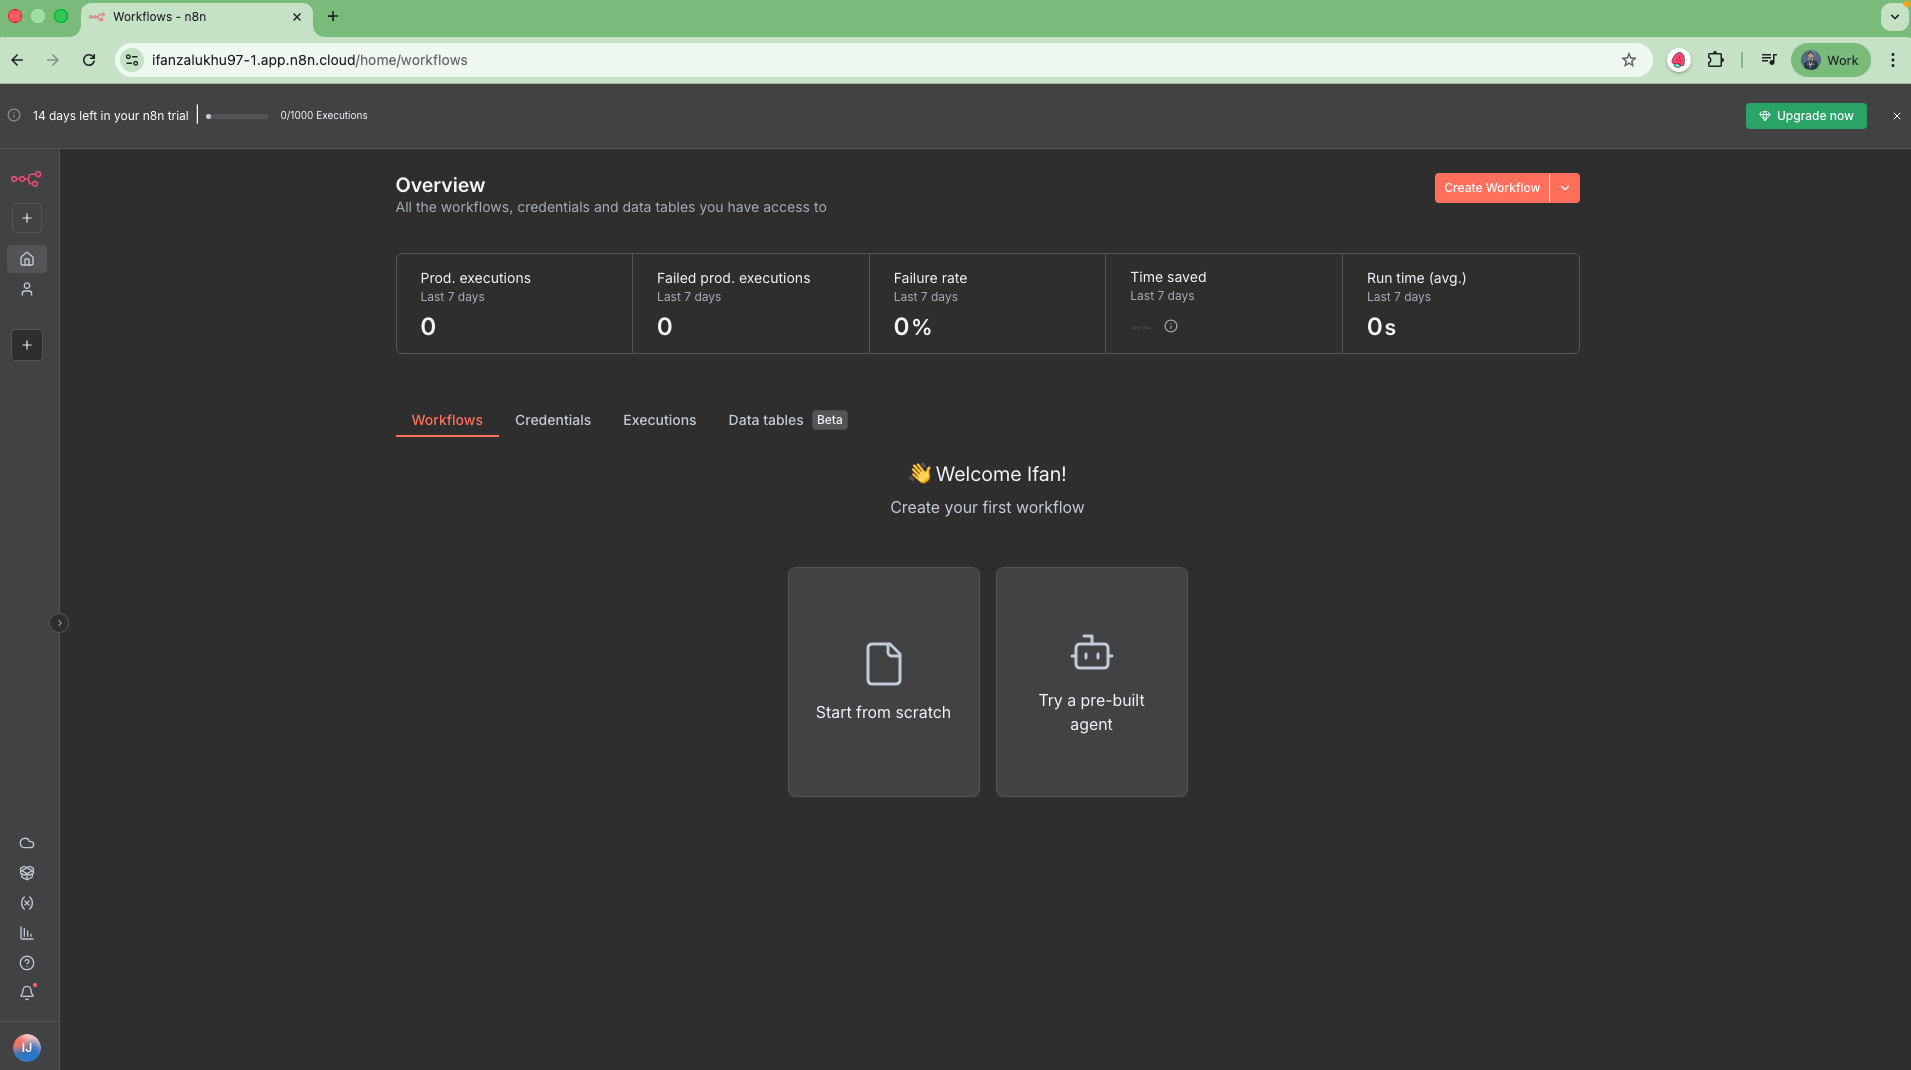 Workflows - n8n
ifanzalukhu97-1.app.n8n.cloud/home/workflows
Work
14 days left in your n8n trial
0/1000 Executions
Upgrade now
Overview
All the workflows, credentials and data tables you have access to
Create Workflow
Prod. executions
Last 7 days
0
Failed prod. executions
Last 7 days
0
Failure rate
Last 7 days
0%
Time saved
Last 7 days
--
Run time (avg.)
Last 7 days
0s
Workflows
Credentials
Executions
Data tables
Beta
👋 Welcome Ifan!
Create your first workflow
Start from scratch
Try a pre-built
agent
IJ